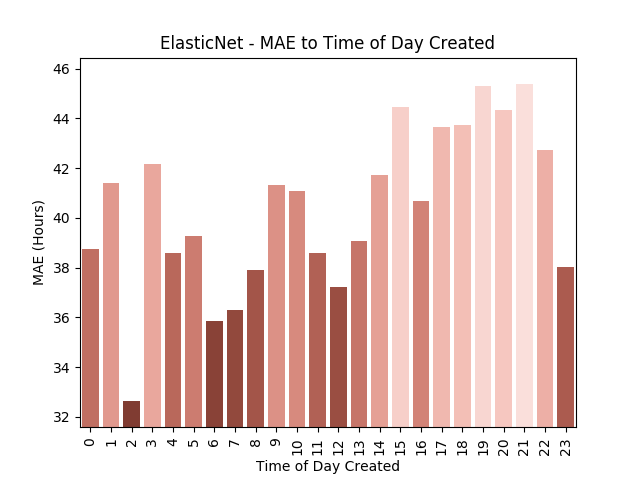 ElasticNet - MAE to Time of Day Created
MAE (Hours)
46
44
42
40
38
36
34
32
0 1 2 3 4 5 6 7 8 9 10 11 12 13 14 15 16 17 18 19 20 21 22 23
Time of Day Created